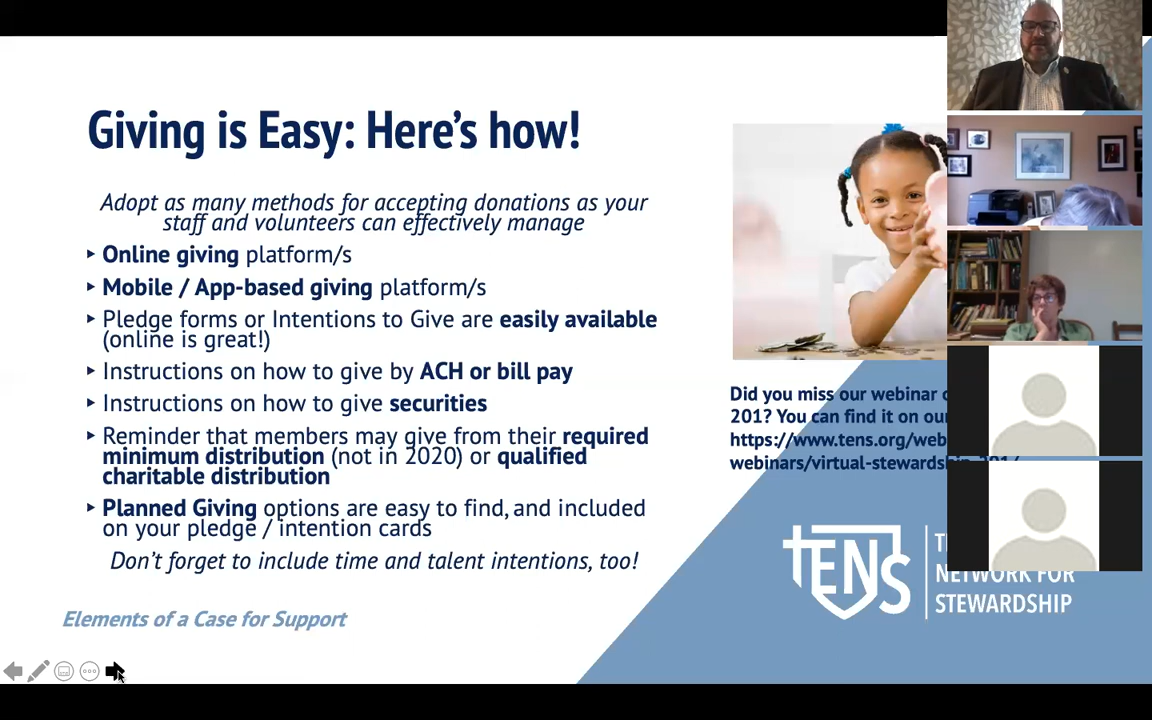 Giving is Easy: Here's how!
Adopt as many methods for accepting donations as your
staff and volunteers can effectively manage
Online giving platform/s
Mobile / App-based giving platform/s
Pledge forms or Intentions to Give are easily available
(online is great!)
Instructions on how to give by ACH or bill pay
Instructions on how to give securities
Reminder that members may give from their required
minimum distribution (not in 2020) or qualified
charitable distribution
Planned Giving options are easy to find, and included
on your pledge / intention cards
Don't forget to include time and talent intentions, too!
Elements of a Case for Support
Did you miss our webinar
201? You can find it on our
https://www.tens.org/web
webinars/virtual-stewardship-201/
TENS
NETWORK FOR
STEWARDSHIP